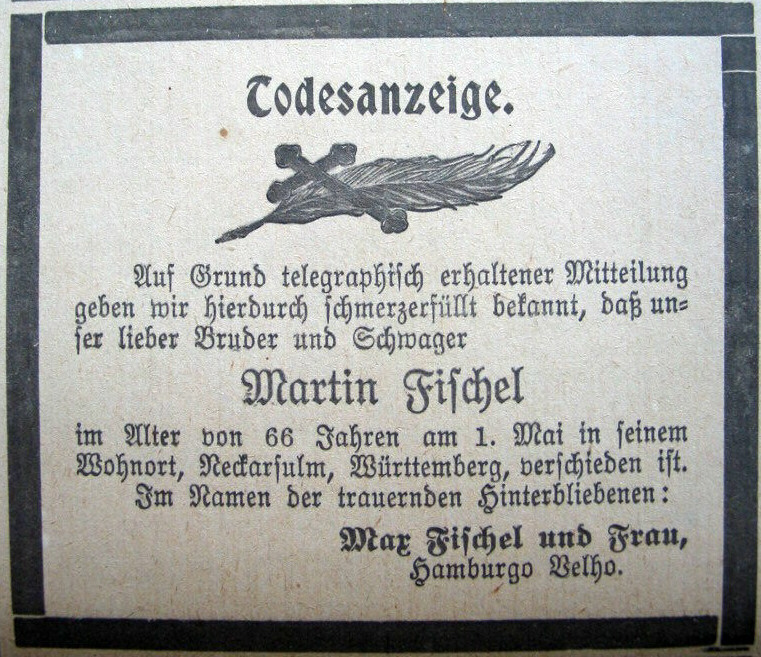 Todesanzeige.
Auf Grund telegraphisch erhaltener Mitteilung
geben wir hierdurch schmerzerfüllt bekannt, daß un-
ser lieber Bruder und Schwager
Martin Fischel
im Alter von 66 Jahren am 1. Mai in seinem
Wohnort, Neckarsulm, Württemberg, verschieden ist.
Im Namen der trauernden Hinterbliebenen:
Max Fischel und Frau,
Hamburgo Velho.